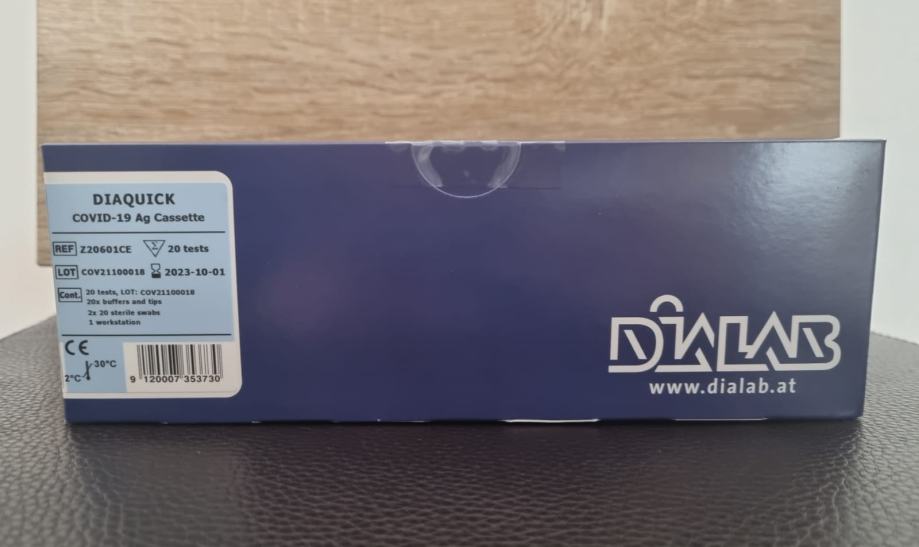 DIAQUICK
COVID-19 Ag Cassette
REF Z20601CE Σ 20 tests
LOT COV21100018 2023-10-01
Cont. 20 tests, LOT: COV21100018
20x buffers and tips
2x 20 sterile swabs
1 workstation
CE
30°C
2°C
9 120007 353730
DIALAB
www.dialab.at